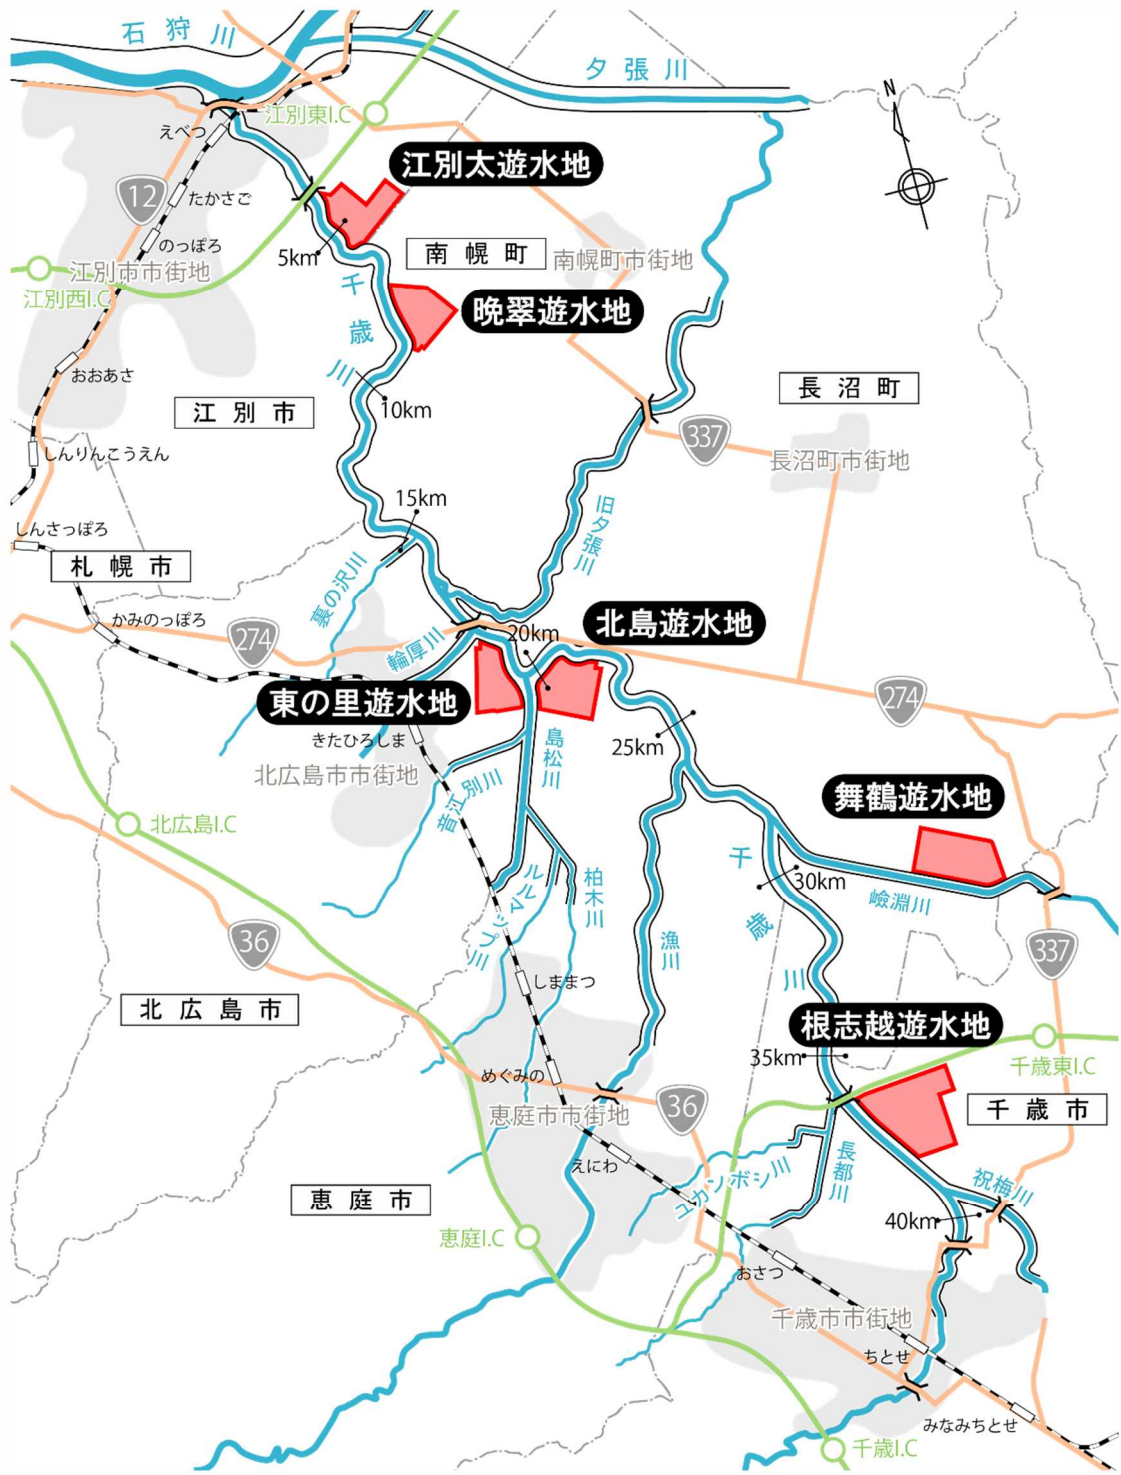 石狩川
夕張川
N
江別東I.C
えべつ
江別太遊水地
12
たかさご
のっぽろ
5km
南幌町
南幌町市街地
江別市市街地
江別西I.C
千歳川
晩翠遊水地
おおあさ
長沼町
江別市
10km
337
しんりんこうえん
長沼町市街地
15km
しんさっぽろ
旧夕張川
札幌市
裏の沢川
かみのっぽろ
北島遊水地
274
20km
輪厚川
東の里遊水地
274
きたひろしま
25km
島松川
北広島市市街地
音江別川
舞鶴遊水地
北広島I.C
千歳川
30km
ルルマップ川
柏木川
嶮淵川
36
漁川
337
しままつ
北広島市
根志越遊水地
35km
千歳東I.C
めぐみの
恵庭市市街地
36
千歳市
えにわ
ユカンボシ川
長都川
祝梅川
恵庭市
40km
恵庭I.C
おさつ
千歳市市街地
ちとせ
みなみちとせ
千歳I.C